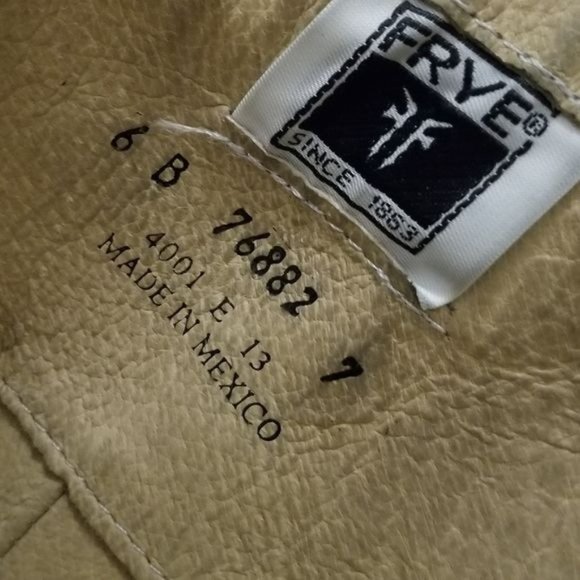 FRYE®
SINCE 1863
6 B 76882 7
4001 E 13
MADE IN MEXICO